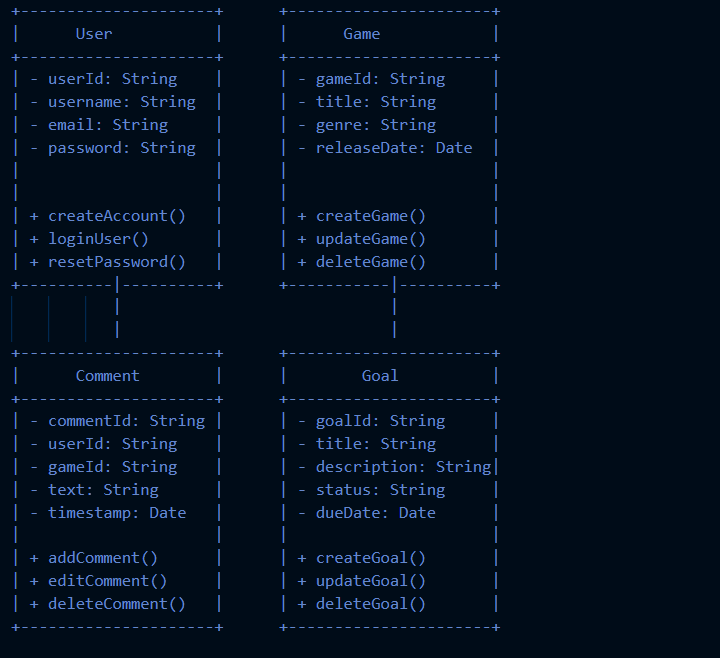 +---------------------+      +-----------------------+
|      User           |      |      Game             |
+---------------------+      +-----------------------+
| - userId: String    |      | - gameId: String      |
| - username: String  |      | - title: String       |
| - email: String     |      | - genre: String       |
| - password: String  |      | - releaseDate: Date   |
|                     |      |                       |
|                     |      |                       |
| + createAccount()   |      | + createGame()        |
| + loginUser()       |      | + updateGame()        |
| + resetPassword()   |      | + deleteGame()        |
+----------|----------+      +-----------|----------+
           |                             |
           |                             |
+---------------------+      +-----------------------+
|      Comment        |      |        Goal           |
+---------------------+      +-----------------------+
| - commentId: String |      | - goalId: String      |
| - userId: String    |      | - title: String       |
| - gameId: String    |      | - description: String|
| - text: String      |      | - status: String      |
| - timestamp: Date   |      | - dueDate: Date       |
|                     |      |                       |
| + addComment()      |      | + createGoal()        |
| + editComment()     |      | + updateGoal()        |
| + deleteComment()   |      | + deleteGoal()        |
+---------------------+      +-----------------------+